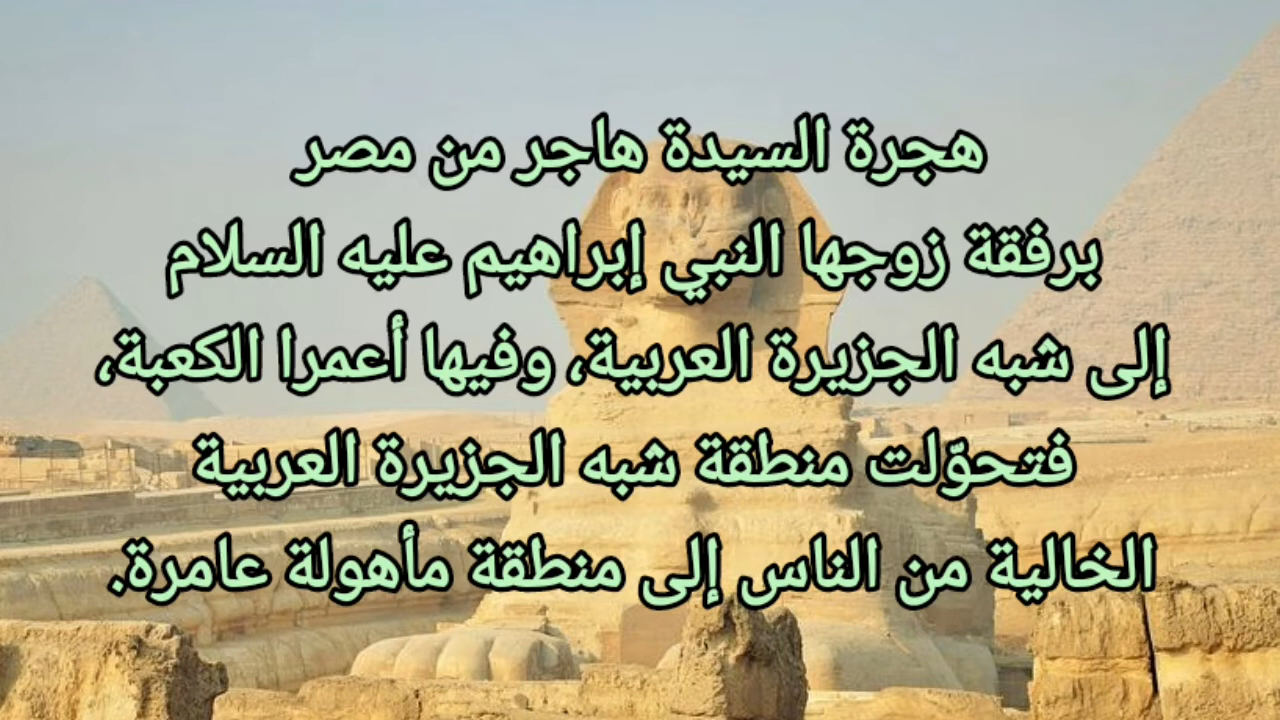 هجرة السيدة هاجر من مصر
برفقة زوجها النبي إبراهيم عليه السلام
إلى شبه الجزيرة العربية، وفيها أعمرا الكعبة،
فتحوّلت منطقة شبه الجزيرة العربية
الخالية من الناس إلى منطقة مأهولة عامرة.